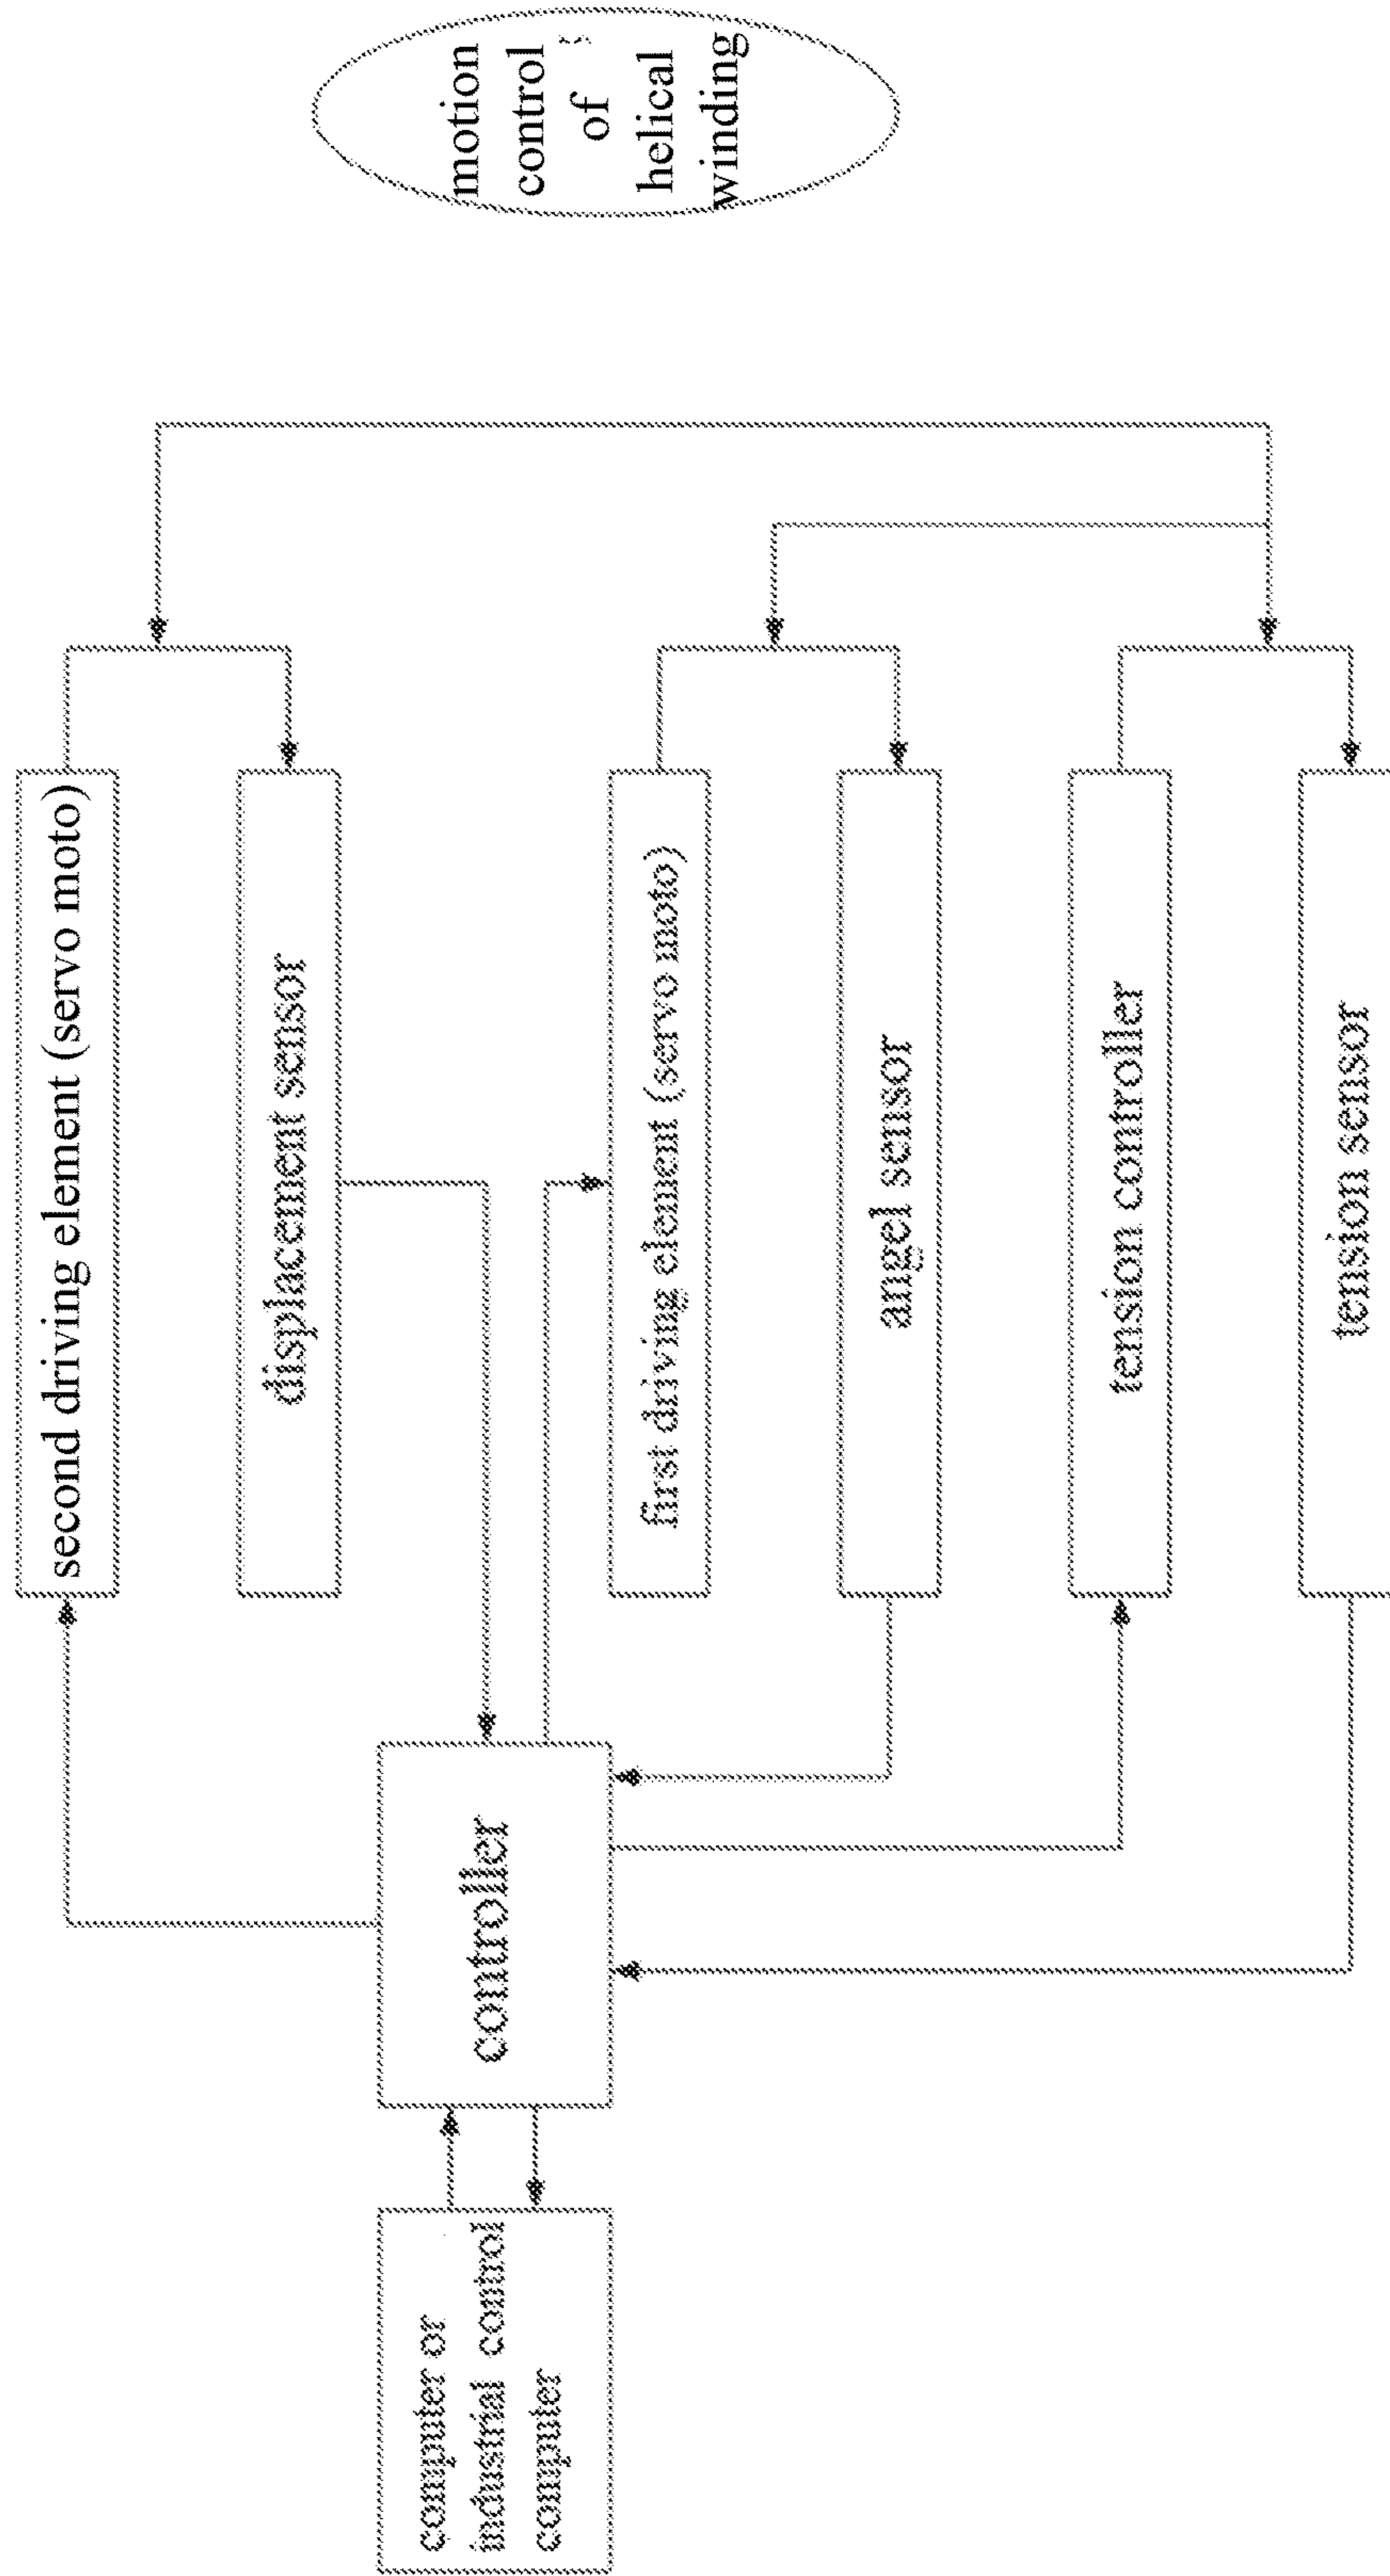 second driving element (servo moto)
displacement sensor
first driving element (servo moto)
angel sensor
tension controller
tension sensor
controller
computer or
industrial control
computer
motion
control
of
helical
winding